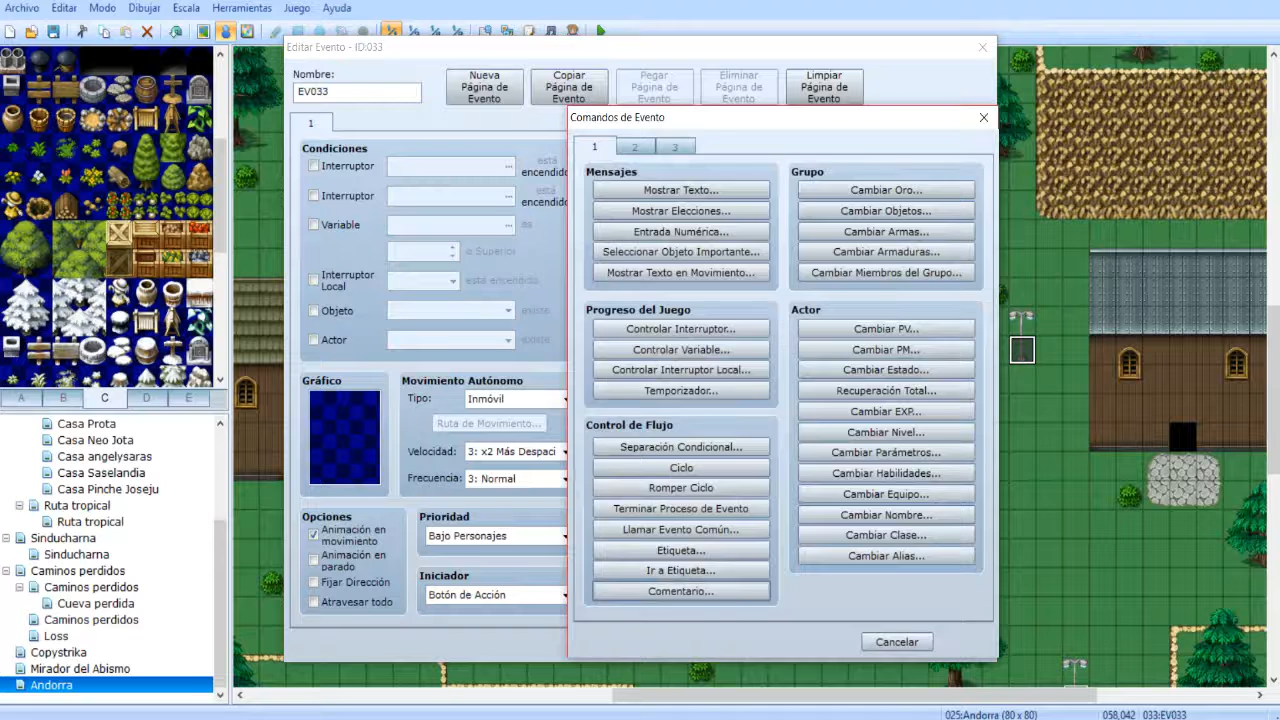 Archivo Editar Modo Dibujar Escala Herramientas Juego Ayuda
Editar Evento - ID:033
Nombre:
EV033
Nueva Página de Evento
Copiar Página de Evento
Pegar Página de Evento
Eliminar Página de Evento
Limpiar Página de Evento
1
Condiciones
Interruptor ... está encendido
Interruptor ... está encendido
Variable ... es
o Superior
Interruptor Local está encendido
Objeto existe
Actor existe
Gráfico
Movimiento Autónomo
Tipo: Inmóvil
Ruta de Movimiento...
Velocidad: 3: x2 Más Despaci
Frecuencia: 3: Normal
Opciones
Animación en movimiento
Animación en parado
Fijar Dirección
Atravesar todo
Prioridad
Bajo Personajes
Iniciador
Botón de Acción
Comandos de Evento
1 2 3
Mensajes
Mostrar Texto...
Mostrar Elecciones...
Entrada Numérica...
Seleccionar Objeto Importante...
Mostrar Texto en Movimiento...
Progreso del Juego
Controlar Interruptor...
Controlar Variable...
Controlar Interruptor Local...
Temporizador...
Control de Flujo
Separación Condicional...
Ciclo
Romper Ciclo
Terminar Proceso de Evento
Llamar Evento Común...
Etiqueta...
Ir a Etiqueta...
Comentario...
Grupo
Cambiar Oro...
Cambiar Objetos...
Cambiar Armas...
Cambiar Armaduras...
Cambiar Miembros del Grupo...
Actor
Cambiar PV...
Cambiar PM...
Cambiar Estado...
Recuperación Total...
Cambiar EXP...
Cambiar Nivel...
Cambiar Parámetros...
Cambiar Habilidades...
Cambiar Equipo...
Cambiar Nombre...
Cambiar Clase...
Cambiar Alias...
Cancelar
A B C D E
Casa Prota
Casa Neo Jota
Casa angelysaras
Casa Saselandia
Casa Pinche Joseju
Ruta tropical
Ruta tropical
Sinducharna
Sinducharna
Caminos perdidos
Caminos perdidos
Cueva perdida
Caminos perdidos
Loss
Copystrika
Mirador del Abismo
Andorra
025:Andorra (80 x 80) 058,042 033:EV033